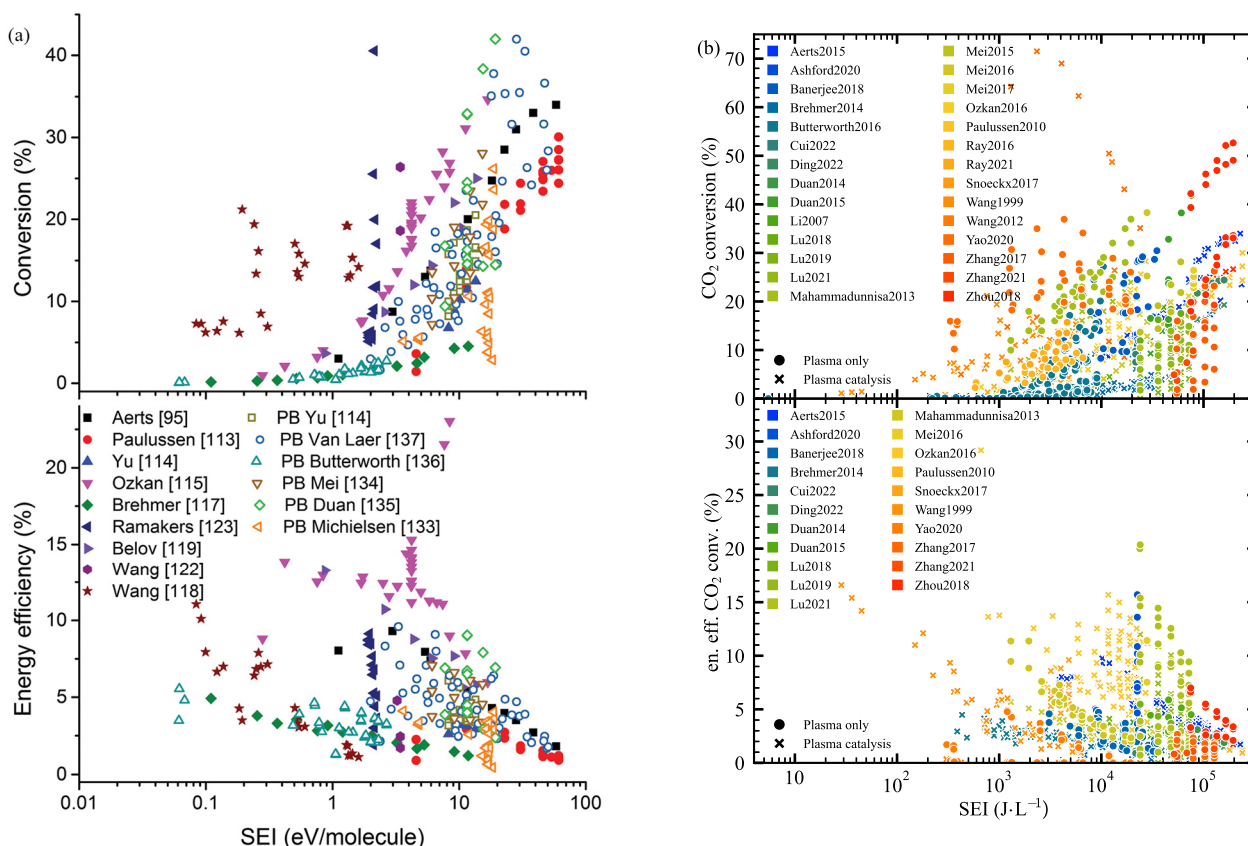 (a)
Conversion (%)
40
30
20
10
0
Energy efficiency (%)
20
15
10
5
0
Aerts [95]
Paulussen [113]
Yu [114]
Ozkan [115]
Brehmer [117]
Ramakers [123]
Belov [119]
Wang [122]
Wang [118]
PB Yu [114]
PB Van Laer [137]
PB Butterworth [136]
PB Mei [134]
PB Duan [135]
PB Michielsen [133]
0.01 0.1 1 10 100
SEI (eV/molecule)
(b)
CO₂ conversion (%)
70
60
50
40
30
20
10
0
Aerts2015
Ashford2020
Banerjee2018
Brehmer2014
Butterworth2016
Cui2022
Ding2022
Duan2014
Duan2015
Li2007
Lu2018
Lu2019
Lu2021
Mahammadunnisa2013
Mei2015
Mei2016
Mei2017
Ozkan2016
Paulussen2010
Ray2016
Ray2021
Snoeckx2017
Wang1999
Wang2012
Yao2020
Zhang2017
Zhang2021
Zhou2018
Plasma only
Plasma catalysis
en. eff. CO₂ conv. (%)
30
25
20
15
10
5
0
Aerts2015
Ashford2020
Banerjee2018
Brehmer2014
Cui2022
Ding2022
Duan2014
Duan2015
Lu2018
Lu2019
Lu2021
Mahammadunnisa2013
Mei2016
Ozkan2016
Paulussen2010
Snoeckx2017
Wang1999
Yao2020
Zhang2017
Zhang2021
Zhou2018
Plasma only
Plasma catalysis
10 10² 10³ 10⁴ 10⁵
SEI (J·L⁻¹)